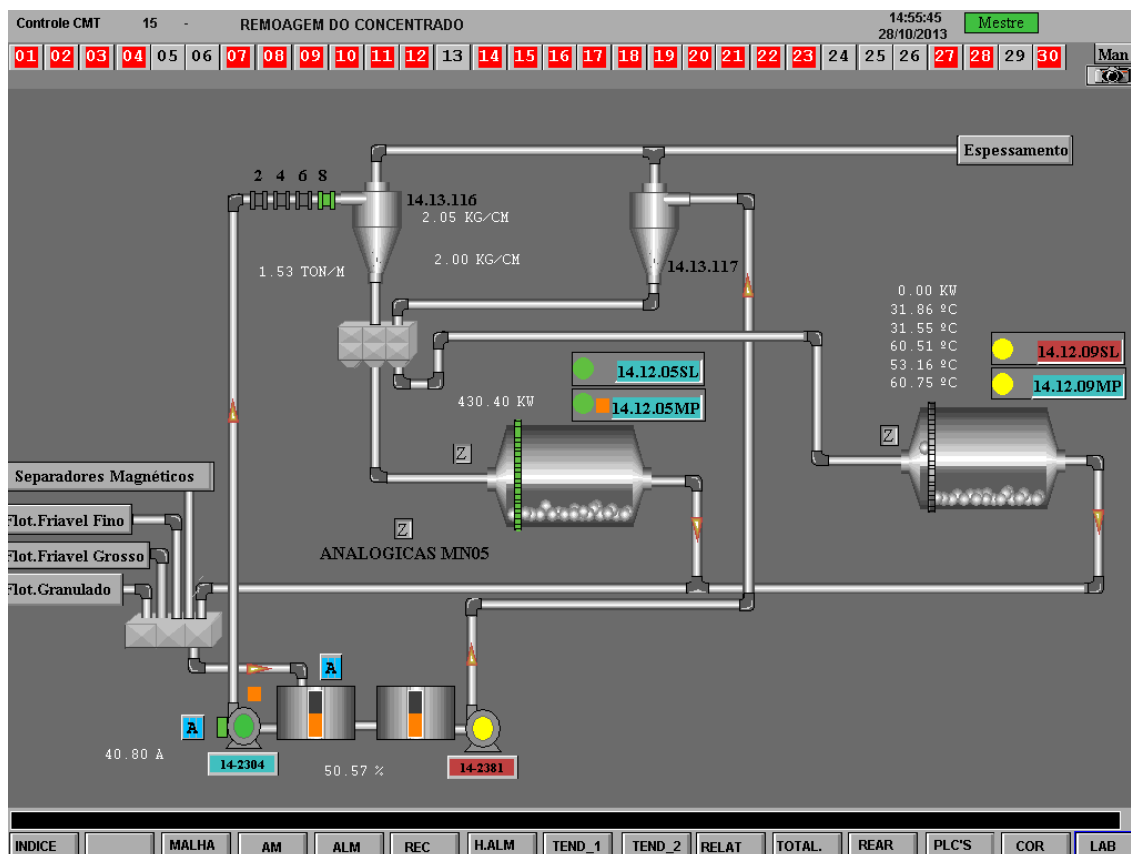 Controle CMT 15 - REMOAGEM DO CONCENTRADO 14:55:45 Mestre
28/10/2013
01 02 03 04 05 06 07 08 09 10 11 12 13 14 15 16 17 18 19 20 21 22 23 24 25 26 27 28 29 30 Man
Espessamento
2 4 6 8
14.13.116
2.05 KG/CM
2.00 KG/CM
1.53 TON/M
14.13.117
0.00 KW
31.86 ºC
31.55 ºC
60.51 ºC
53.16 ºC
60.75 ºC
14.12.09SL
14.12.09MP
14.12.05SL
14.12.05MP
430.40 KW
Z
Z
Separadores Magnéticos
Flot.Friavel Fino
Flot.Friavel Grosso
Flot.Granulado
Z
ANALOGICAS MN05
A
A
40.80 A
14-2304
50.57 %
14-2381
INDICE MALHA AM ALM REC H.ALM TEND_1 TEND_2 RELAT TOTAL. REAR PLC'S COR LAB